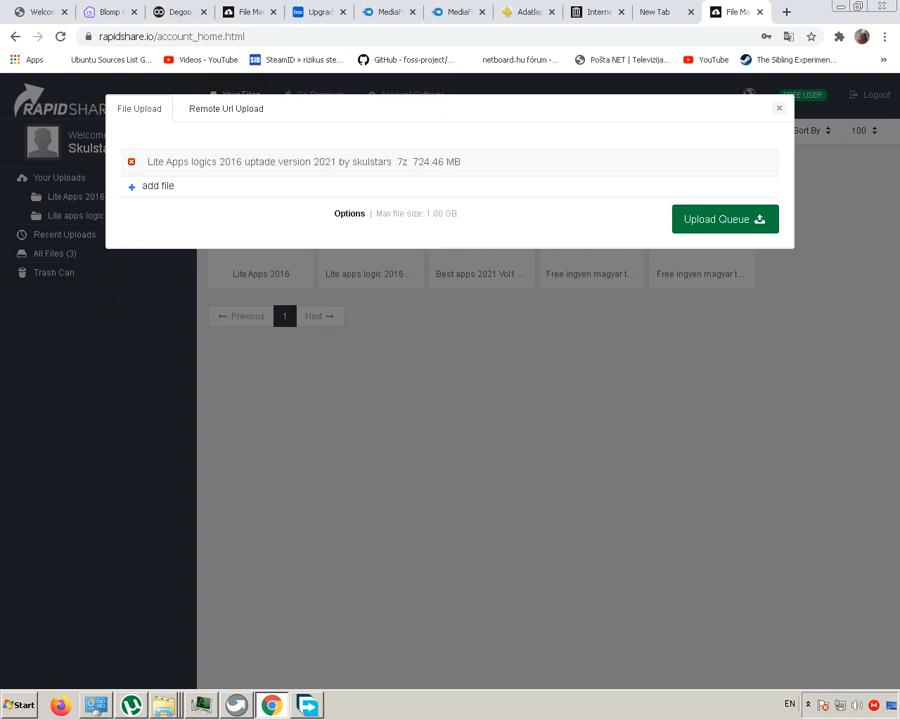 Welcom
Blomp C
Degoo
File Ma
Upgrad
MediaF
MediaF
Adatlap
Interne
New Tab
File Ma
rapidshare.io/account_home.html
Apps
Ubuntu Sources List G...
Videos - YouTube
SteamID » rizikus ste...
GitHub - foss-project/...
netboard.hu fórum -...
Pošta NET | Televizija...
YouTube
The Sibling Experimen...
»
RAPIDSHARE
FREE USER
Logout
File Upload
Remote Url Upload
Welcome
Skulsta
Sort By
100
Your Uploads
Lite Apps 2016
Lite apps logic
Recent Uploads
All Files (3)
Trash Can
Lite Apps logics 2016 uptade version 2021 by skulstars .7z 724.46 MB
add file
Options | Max file size: 1.00 GB.
Upload Queue
Lite Apps 2016
Lite apps logic 2016 ...
Best apps 2021 Vol1 ...
Free ingyen magyar t...
Free ingyen magyar t...
Previous
1
Next
Start
EN